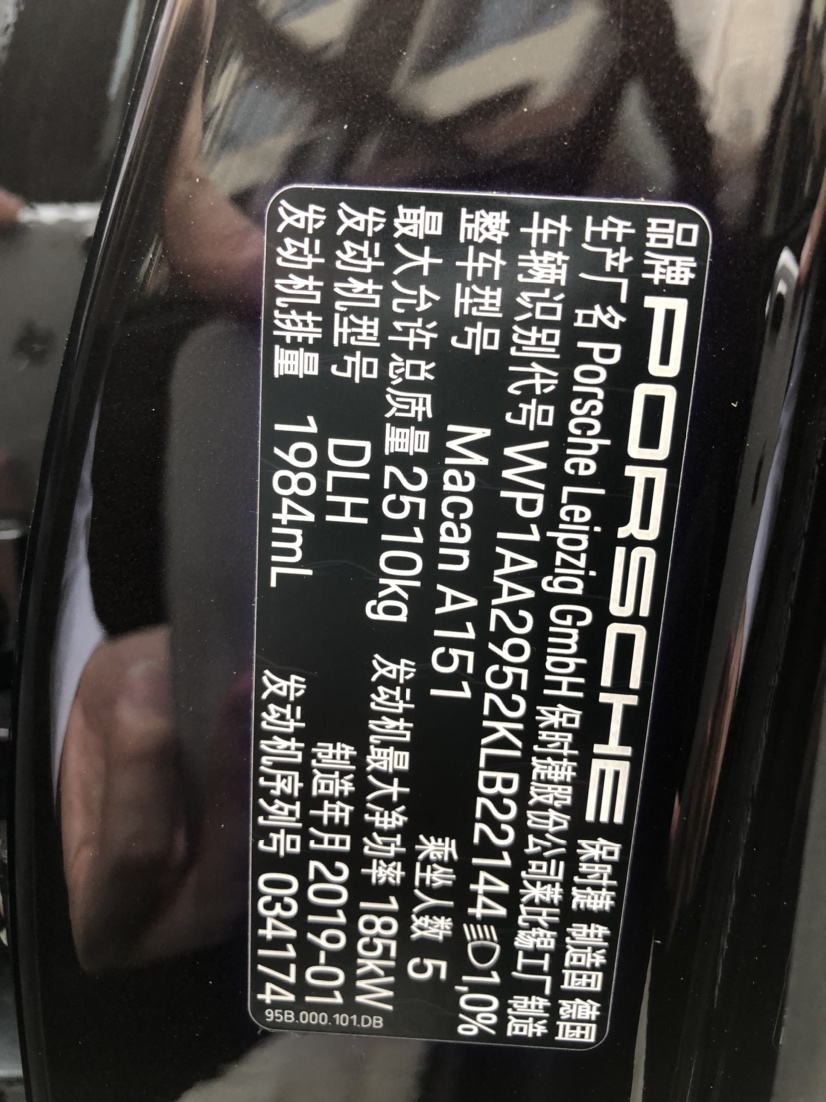 品牌 PORSCHE 保时捷 制造国 德国
生产厂名 Porsche Leipzig GmbH 保时捷股份公司莱比锡工厂制造
车辆识别代号 WP1AA2952KLB22144 1,0%
整车型号 Macan A151 乘坐人数 5
最大允许总质量 2510kg 发动机最大净功率 185kW
发动机型号 DLH 制造年月 2019-01
发动机排量 1984mL 发动机序列号 034174
95B.000.101.DB